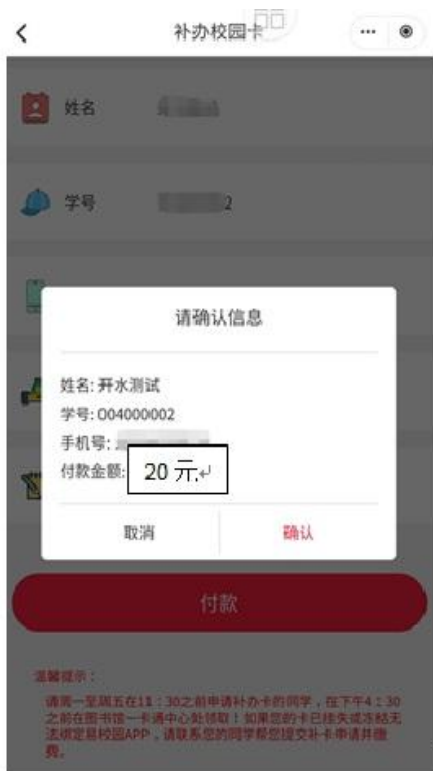 补办校园卡
姓名
学号 2
请确认信息
姓名: 开水测试
学号: 004000002
手机号:
付款金额: 20 元
取消 确认
付款
温馨提示：
请周一至周五在11：30之前申请补办卡的同学，在下午4：30
之前在图书馆一卡通中心处领取！如果您的卡已挂失或冻结无
法绑定易校园APP，请联系您的同学帮您提交补卡申请并缴
费。